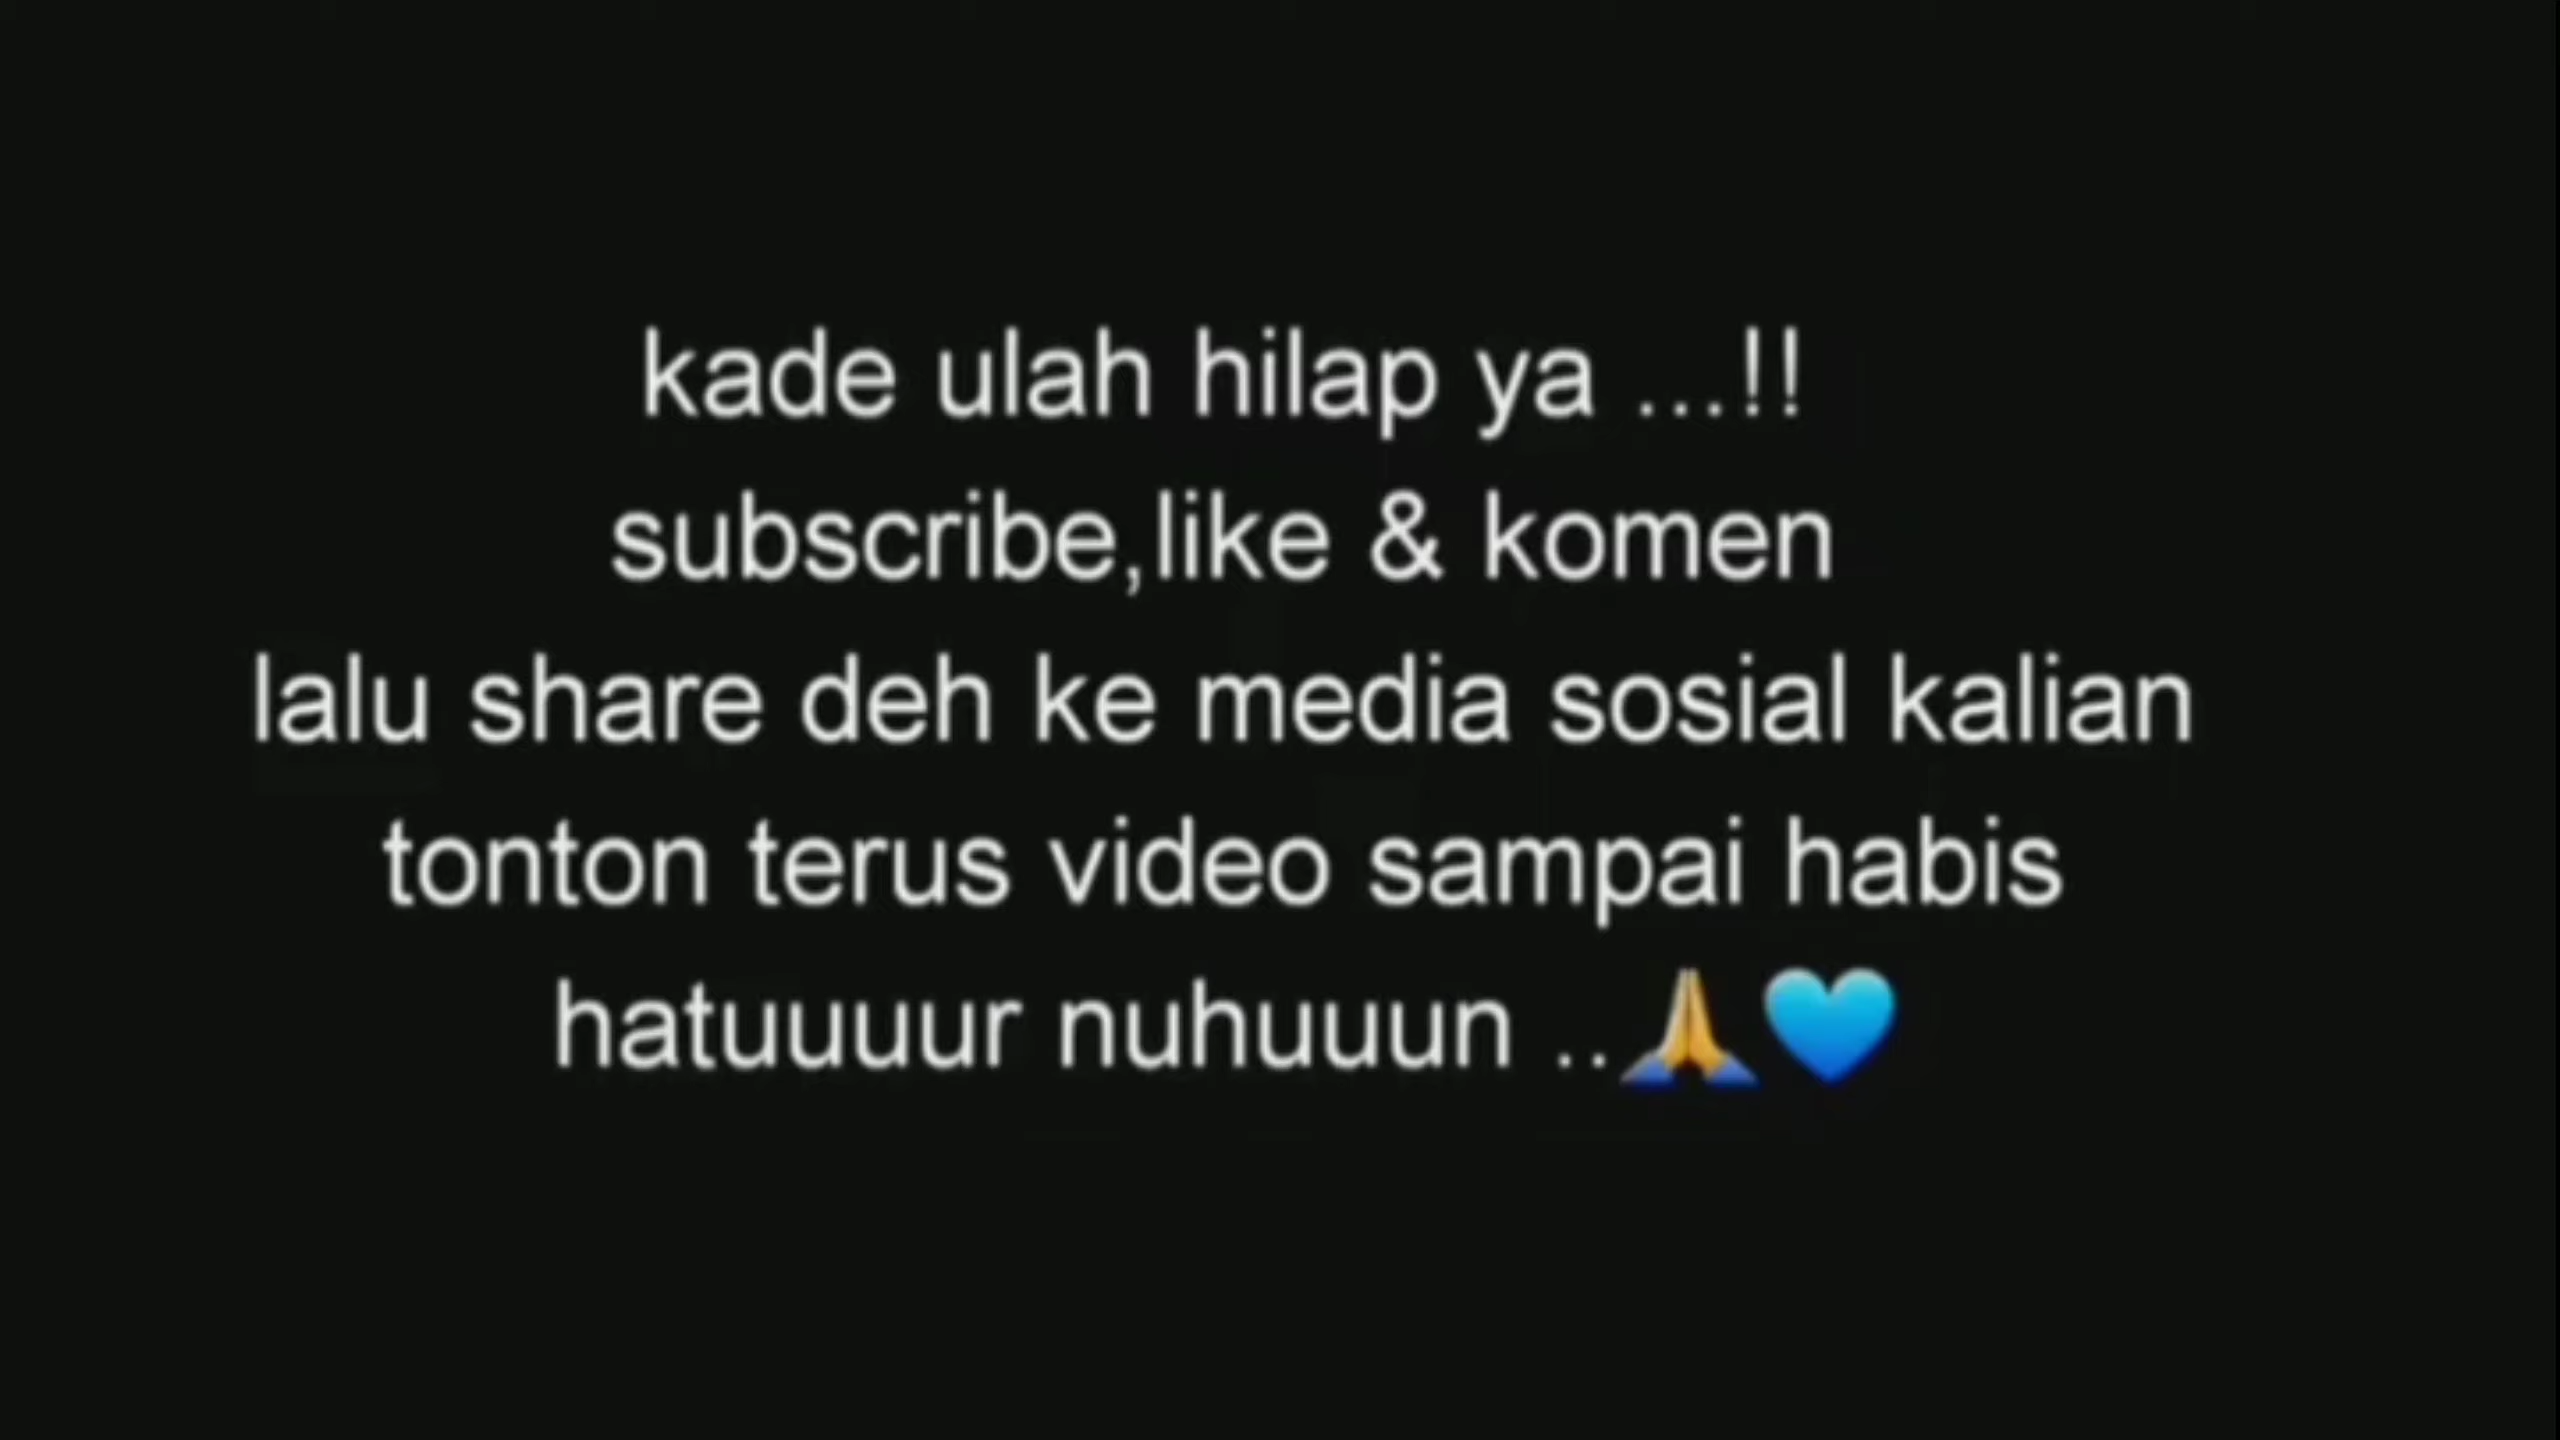 kade ulah hilap ya ...!!
subscribe,like & komen
lalu share deh ke media sosial kalian
tonton terus video sampai habis
hatuuuur nuhuuun ..🙏💙